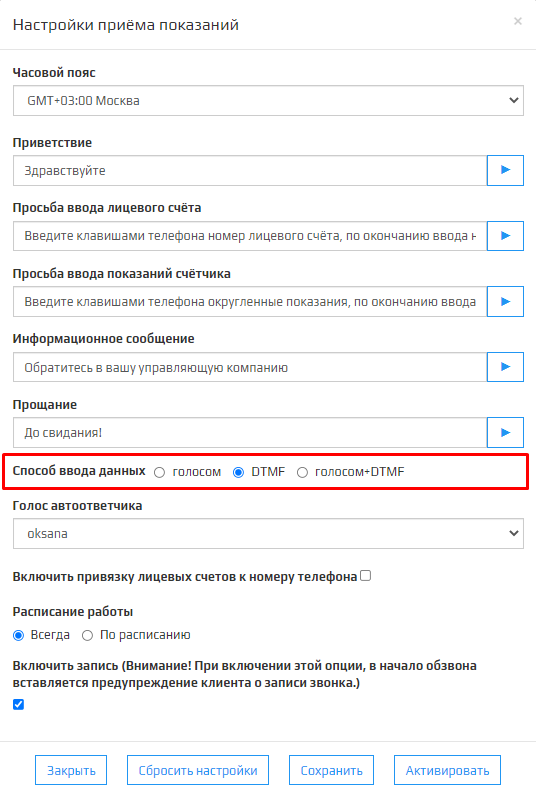 Настройки приёма показаний
×
Часовой пояс
GMT+03:00 Москва
Приветствие
Здравствуйте
Просьба ввода лицевого счёта
Введите клавишами телефона номер лицевого счёта, по окончанию ввода н
Просьба ввода показаний счётчика
Введите клавишами телефона округленные показания, по окончанию ввода
Информационное сообщение
Обратитесь в вашу управляющую компанию
Прощание
До свидания!
Способ ввода данных голосом DTMF голосом+DTMF
Голос автоответчика
oksana
Включить привязку лицевых счетов к номеру телефона
Расписание работы
Всегда По расписанию
Включить запись (Внимание! При включении этой опции, в начало обзвона
вставляется предупреждение клиента о записи звонка.)
Закрыть Сбросить настройки Сохранить Активировать